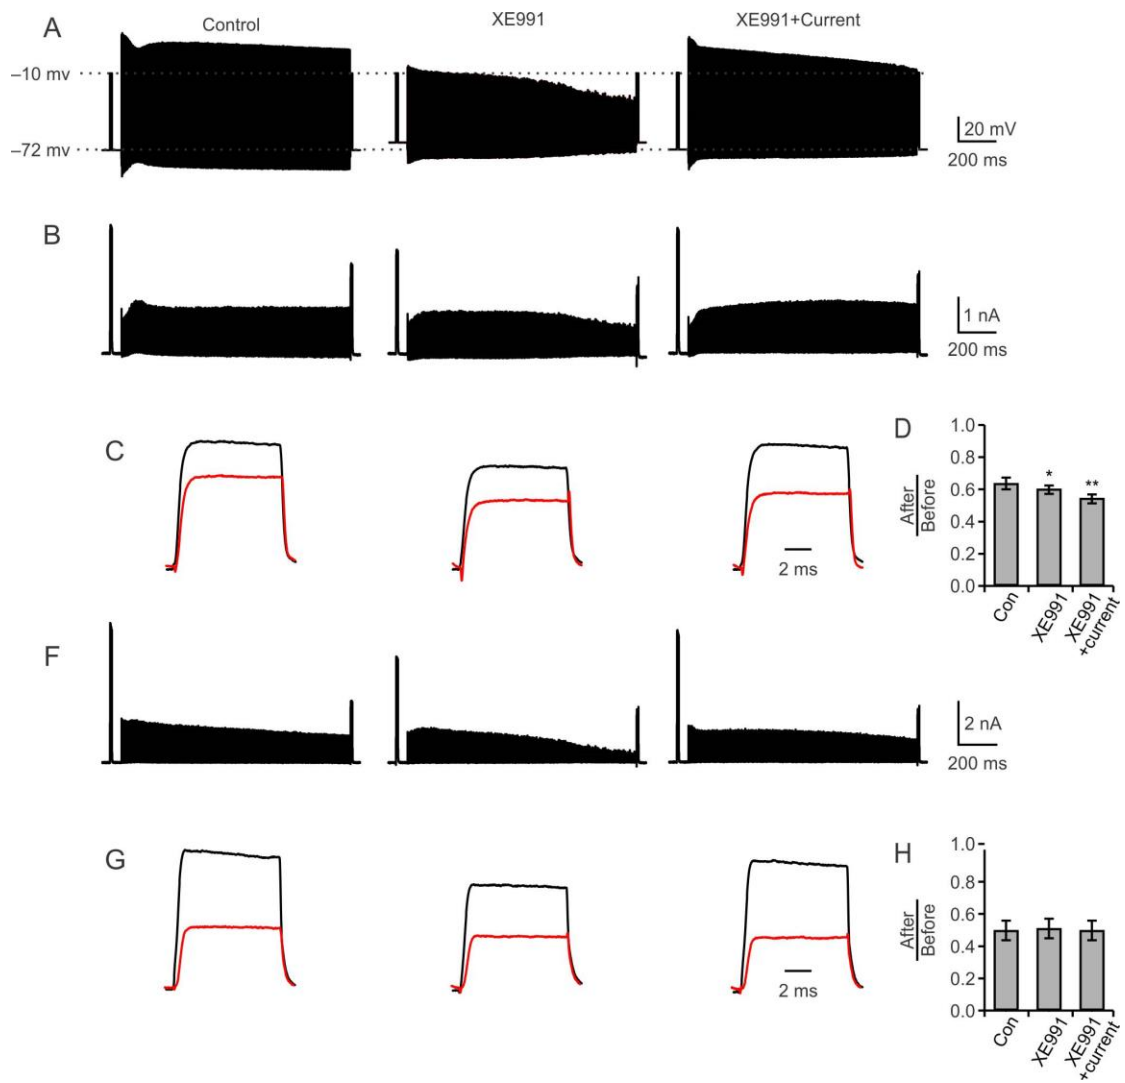 A
Control
XE991
XE991+Current
–10 mv
–72 mv
20 mV
200 ms
B
1 nA
200 ms
C
2 ms
D
After
Before
1.0
0.8
0.6
0.4
0.2
0.0
*
**
Con
XE991
XE991
+current
F
2 nA
200 ms
G
2 ms
H
After
Before
1.0
0.8
0.6
0.4
0.2
0.0
Con
XE991
XE991
+current